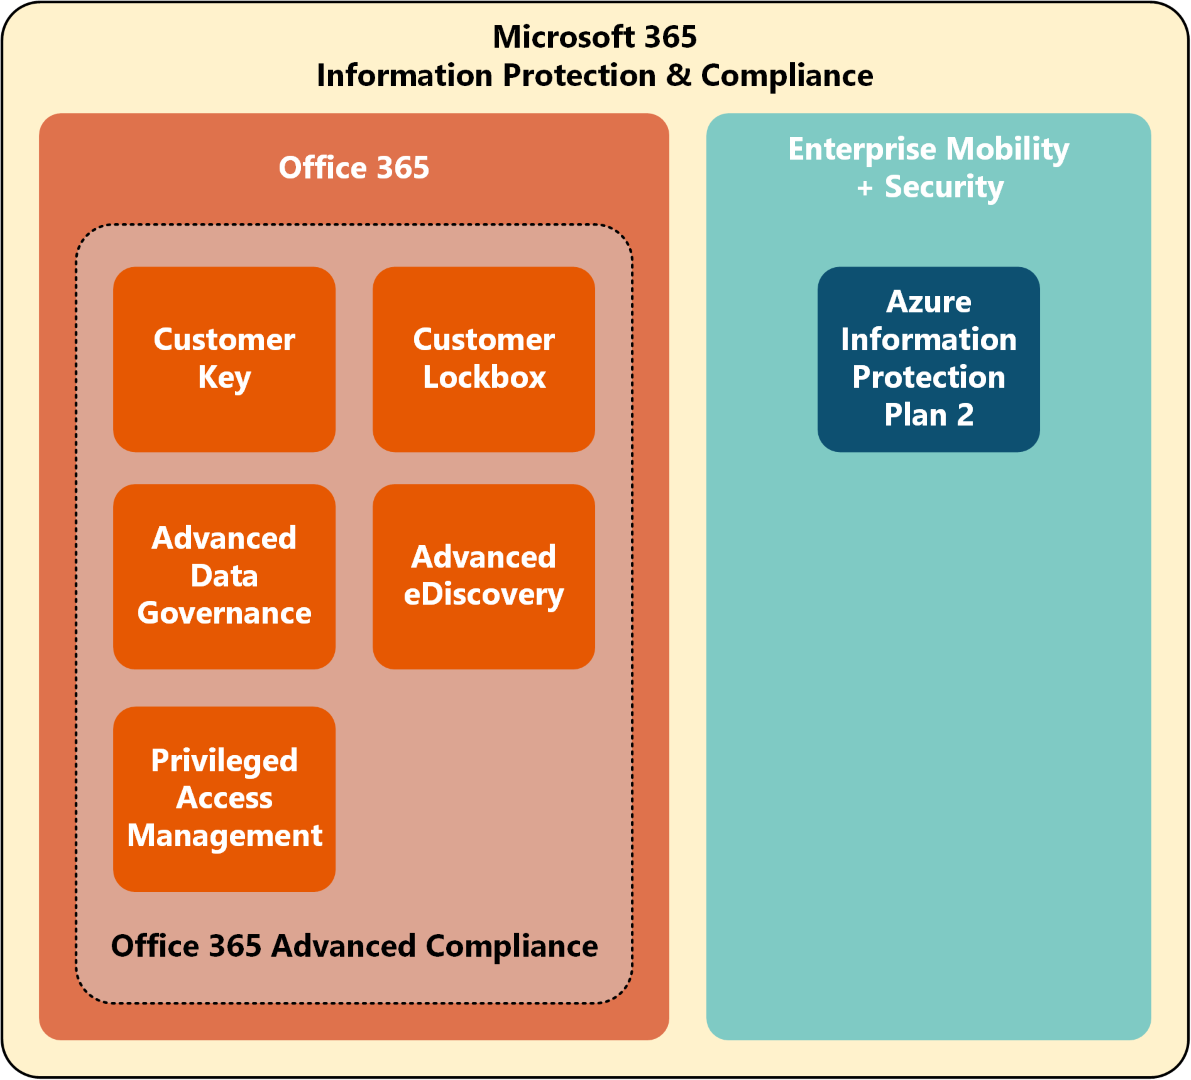 Microsoft 365
Information Protection & Compliance
Office 365
Customer
Key
Customer
Lockbox
Advanced
Data
Governance
Advanced
eDiscovery
Privileged
Access
Management
Office 365 Advanced Compliance
Enterprise Mobility
+ Security
Azure
Information
Protection
Plan 2